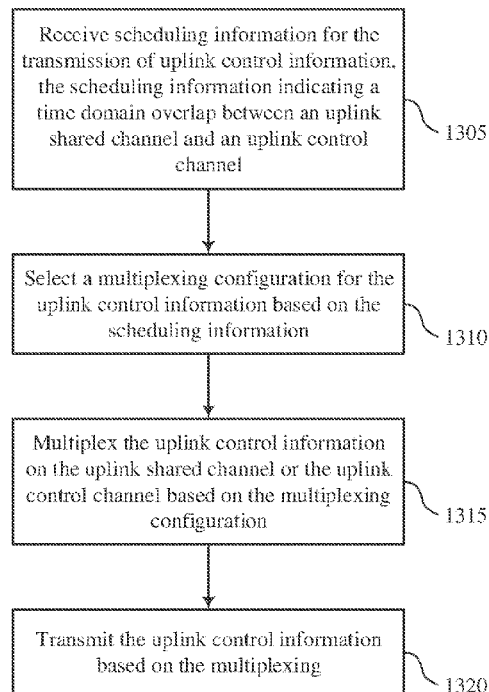 Receive scheduling information for the
transmission of uplink control information,
the scheduling information indicating a
time domain overlap between an uplink
shared channel and an uplink control
channel
1305
Select a multiplexing configuration for the
uplink control information based on the
scheduling information
1310
Multiplex the uplink control information
on the uplink shared channel or the uplink
control channel based on the multiplexing
configuration
1315
Transmit the uplink control information
based on the multiplexing
1320